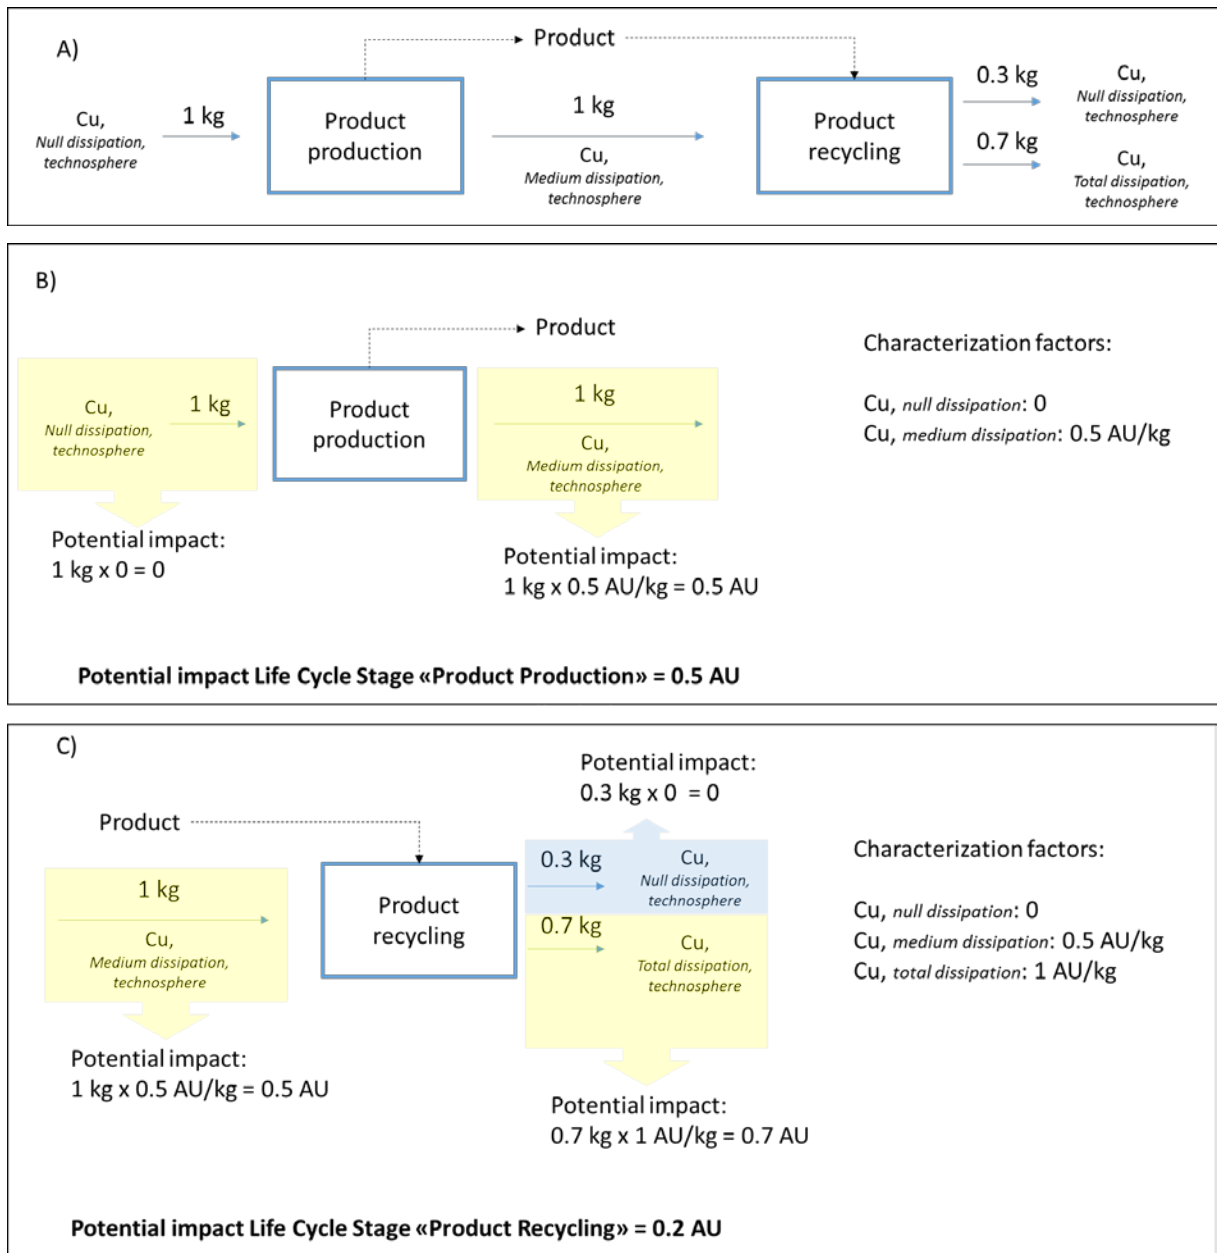 A)
Product
Cu,
Null dissipation,
technosphere
1 kg
Product
production
1 kg
Cu,
Medium dissipation,
technosphere
Product
recycling
0.3 kg
Cu,
Null dissipation,
technosphere
0.7 kg
Cu,
Total dissipation,
technosphere
B)
Product
Cu,
Null dissipation,
technosphere
1 kg
Product
production
1 kg
Cu,
Medium dissipation,
technosphere
Characterization factors:
Cu, null dissipation: 0
Cu, medium dissipation: 0.5 AU/kg
Potential impact:
1 kg x 0 = 0
Potential impact:
1 kg x 0.5 AU/kg = 0.5 AU
Potential impact Life Cycle Stage «Product Production» = 0.5 AU
C)
Potential impact:
0.3 kg x 0 = 0
Product
1 kg
Cu,
Medium dissipation,
technosphere
Product
recycling
0.3 kg
Cu,
Null dissipation,
technosphere
0.7 kg
Cu,
Total dissipation,
technosphere
Characterization factors:
Cu, null dissipation: 0
Cu, medium dissipation: 0.5 AU/kg
Cu, total dissipation: 1 AU/kg
Potential impact:
1 kg x 0.5 AU/kg = 0.5 AU
Potential impact:
0.7 kg x 1 AU/kg = 0.7 AU
Potential impact Life Cycle Stage «Product Recycling» = 0.2 AU